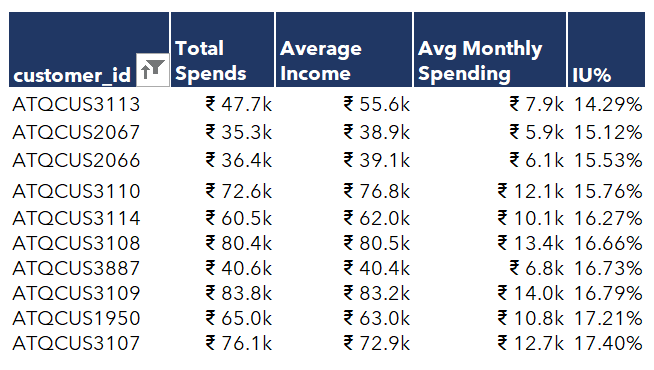 customer_id Total Spends Average Income Avg Monthly Spending IU%
ATQCUS3113 ₹ 47.7k ₹ 55.6k ₹ 7.9k 14.29%
ATQCUS2067 ₹ 35.3k ₹ 38.9k ₹ 5.9k 15.12%
ATQCUS2066 ₹ 36.4k ₹ 39.1k ₹ 6.1k 15.53%
ATQCUS3110 ₹ 72.6k ₹ 76.8k ₹ 12.1k 15.76%
ATQCUS3114 ₹ 60.5k ₹ 62.0k ₹ 10.1k 16.27%
ATQCUS3108 ₹ 80.4k ₹ 80.5k ₹ 13.4k 16.66%
ATQCUS3887 ₹ 40.6k ₹ 40.4k ₹ 6.8k 16.73%
ATQCUS3109 ₹ 83.8k ₹ 83.2k ₹ 14.0k 16.79%
ATQCUS1950 ₹ 65.0k ₹ 63.0k ₹ 10.8k 17.21%
ATQCUS3107 ₹ 76.1k ₹ 72.9k ₹ 12.7k 17.40%